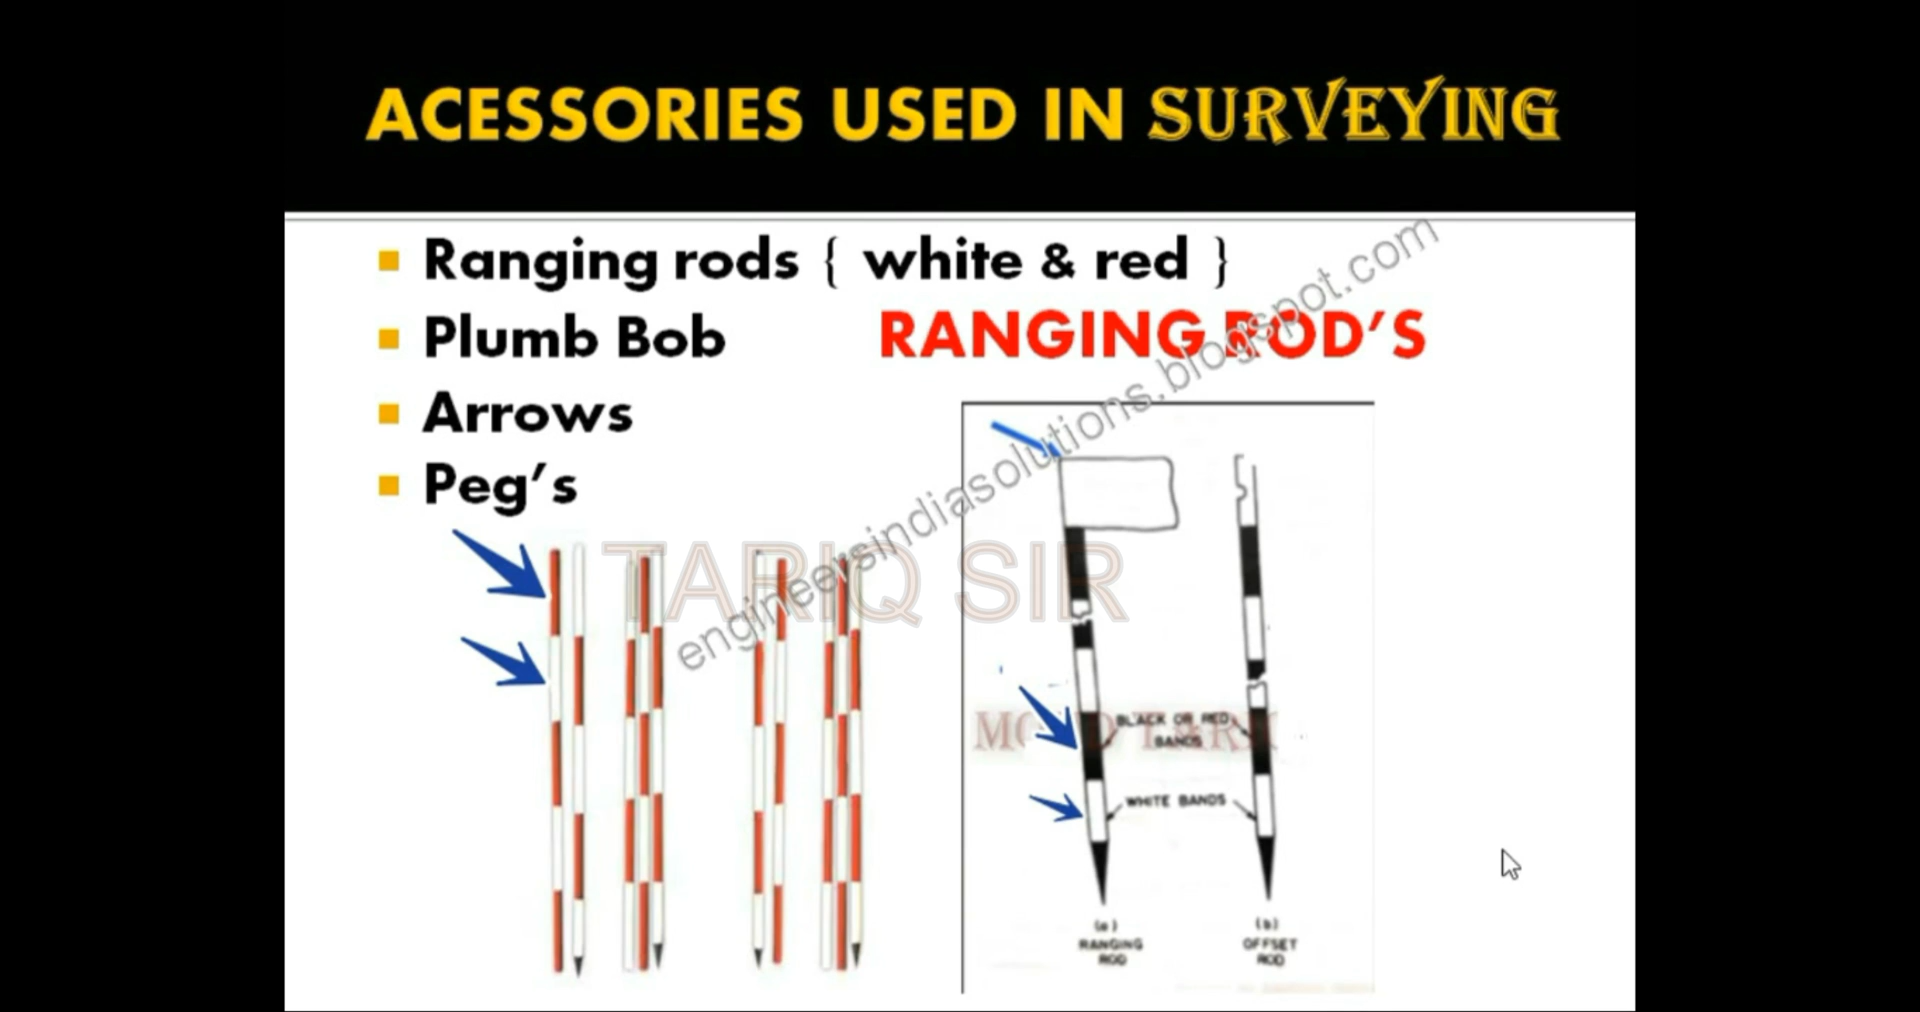 ACESSORIES USED IN SURVEYING
Ranging rods { white & red }
Plumb Bob
RANGING ROD'S
Arrows
Peg's
engineersindiasolutions.blogspot.com
TARIQ SIR
BLACK OR RED
BANDS
WHITE BANDS
(a)
RANGING
ROD
(b)
OFFSET
ROD